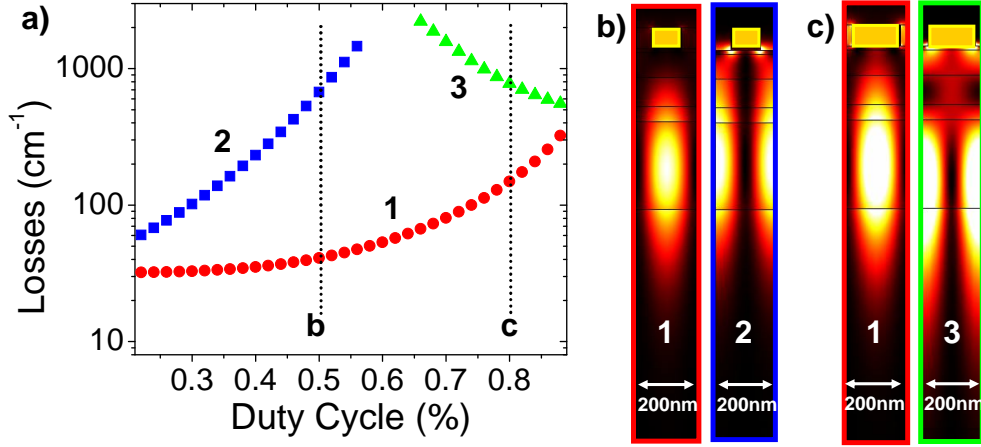 a)
Losses (cm⁻¹)
1000
100
10
2
3
1
b
c
0.3 0.4 0.5 0.6 0.7 0.8
Duty Cycle (%)
b)
1
200nm
2
200nm
c)
1
200nm
3
200nm